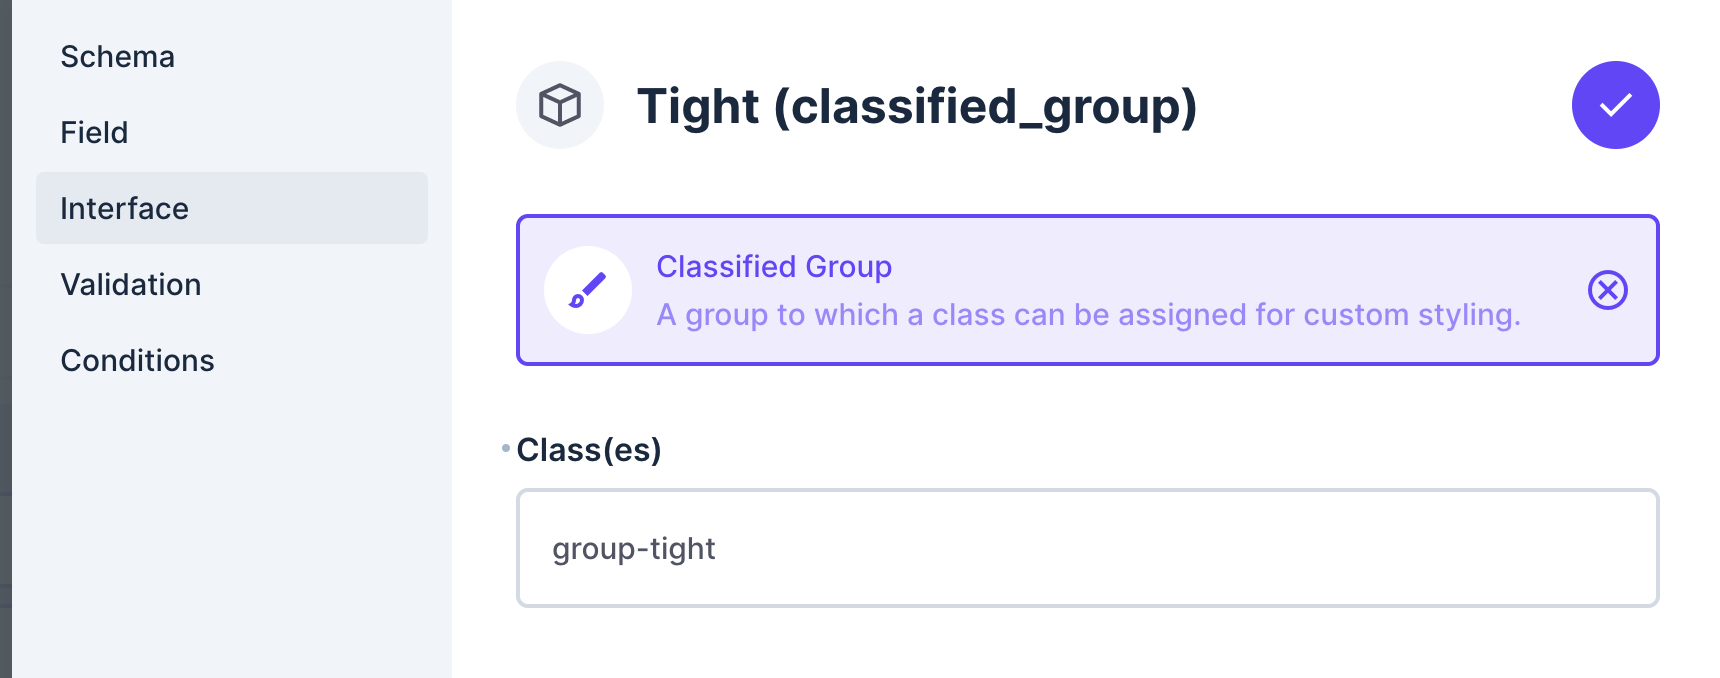 Schema
Field
Interface
Validation
Conditions
Tight (classified_group)
Classified Group
A group to which a class can be assigned for custom styling.
Class(es)
group-tight